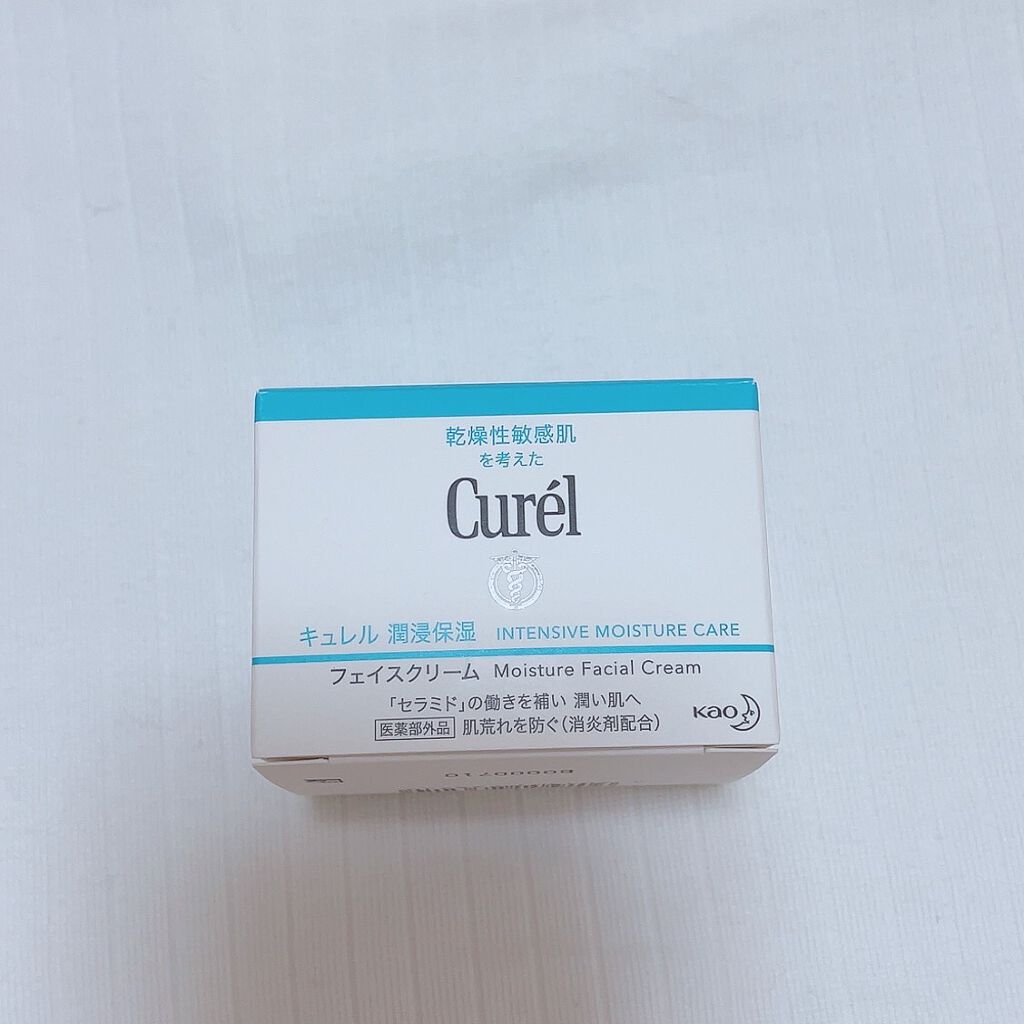 乾燥性敏感肌
を考えた
Curél
キュレル 潤浸保湿 INTENSIVE MOISTURE CARE
フェイスクリーム Moisture Facial Cream
「セラミド」の働きを補い 潤い肌へ
医薬部外品 肌荒れを防ぐ(消炎剤配合)
Kao